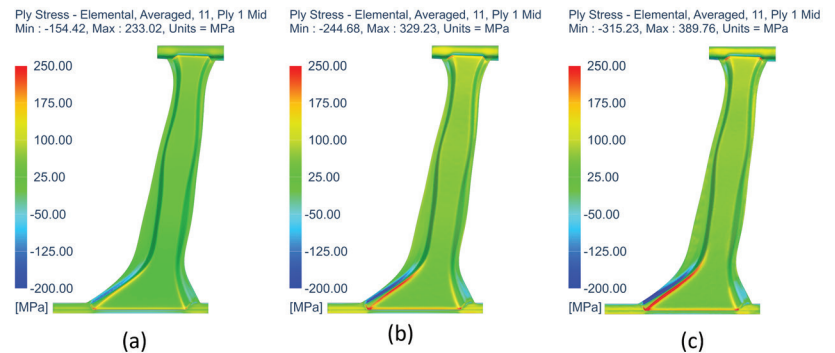 Ply Stress - Elemental, Averaged, 11, Ply 1 Mid
Min : -154.42, Max : 233.02, Units = MPa
250.00
175.00
100.00
25.00
-50.00
-125.00
-200.00
[MPa]
(a)
Ply Stress - Elemental, Averaged, 11, Ply 1 Mid
Min : -244.68, Max : 329.23, Units = MPa
250.00
175.00
100.00
25.00
-50.00
-125.00
-200.00
[MPa]
(b)
Ply Stress - Elemental, Averaged, 11, Ply 1 Mid
Min : -315.23, Max : 389.76, Units = MPa
250.00
175.00
100.00
25.00
-50.00
-125.00
-200.00
[MPa]
(c)